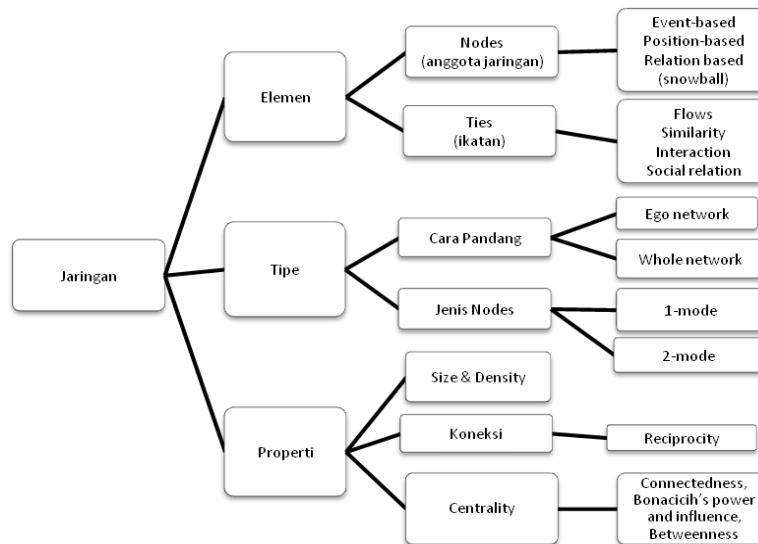 Jaringan
Elemen
Nodes
(anggota jaringan)
Event-based
Position-based
Relation based
(snowball)
Ties
(ikatan)
Flows
Similarity
Interaction
Social relation
Tipe
Cara Pandang
Ego network
Whole network
Jenis Nodes
1-mode
2-mode
Properti
Size & Density
Koneksi
Reciprocity
Centrality
Connectedness,
Bonacicih's power
and influence,
Betweenness